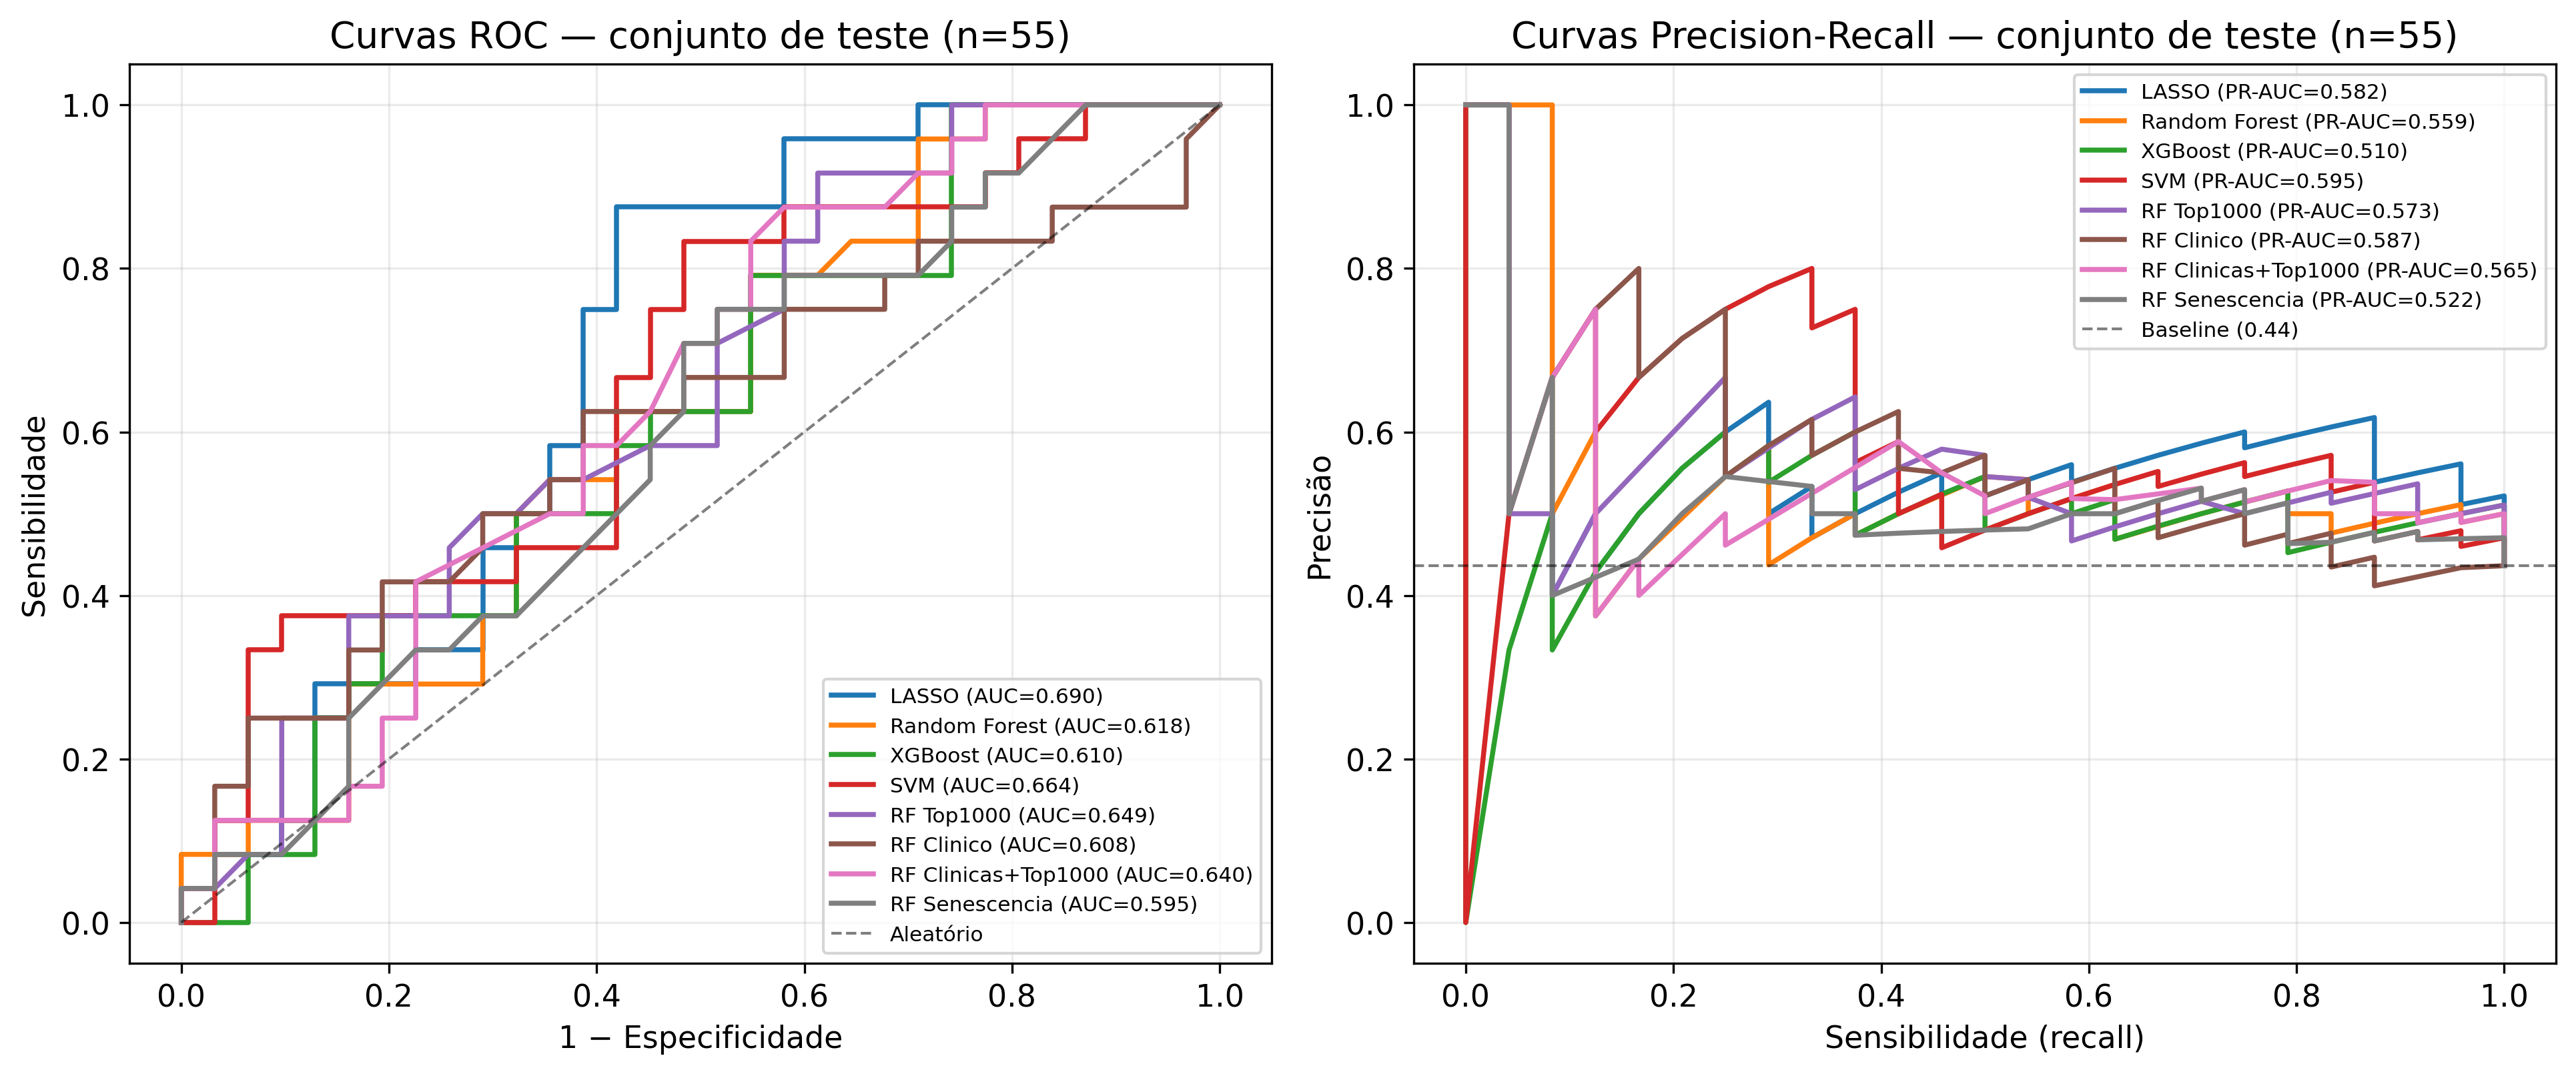 Curvas ROC — conjunto de teste (n=55)
1.0
0.8
0.6
0.4
0.2
0.0
Sensibilidade
0.0 0.2 0.4 0.6 0.8 1.0
1 − Especificidade
LASSO (AUC=0.690)
Random Forest (AUC=0.618)
XGBoost (AUC=0.610)
SVM (AUC=0.664)
RF Top1000 (AUC=0.649)
RF Clinico (AUC=0.608)
RF Clinicas+Top1000 (AUC=0.640)
RF Senescencia (AUC=0.595)
Aleatório
Curvas Precision-Recall — conjunto de teste (n=55)
1.0
0.8
0.6
0.4
0.2
0.0
Precisão
0.0 0.2 0.4 0.6 0.8 1.0
Sensibilidade (recall)
LASSO (PR-AUC=0.582)
Random Forest (PR-AUC=0.559)
XGBoost (PR-AUC=0.510)
SVM (PR-AUC=0.595)
RF Top1000 (PR-AUC=0.573)
RF Clinico (PR-AUC=0.587)
RF Clinicas+Top1000 (PR-AUC=0.565)
RF Senescencia (PR-AUC=0.522)
Baseline (0.44)